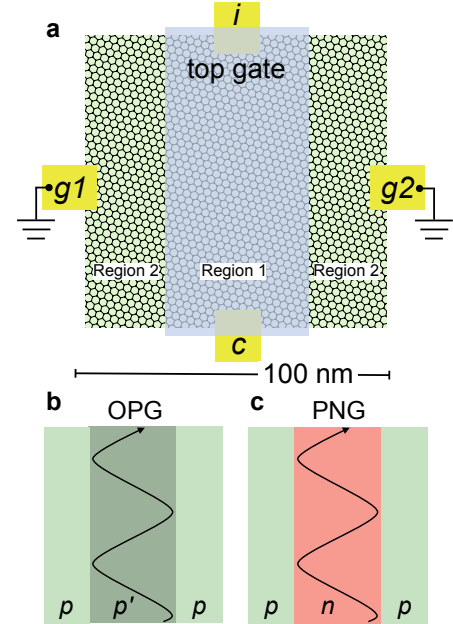 a
i
top gate
g1
g2
Region 2
Region 1
Region 2
c
100 nm
b
OPG
c
PNG
p
p'
p
p
n
p